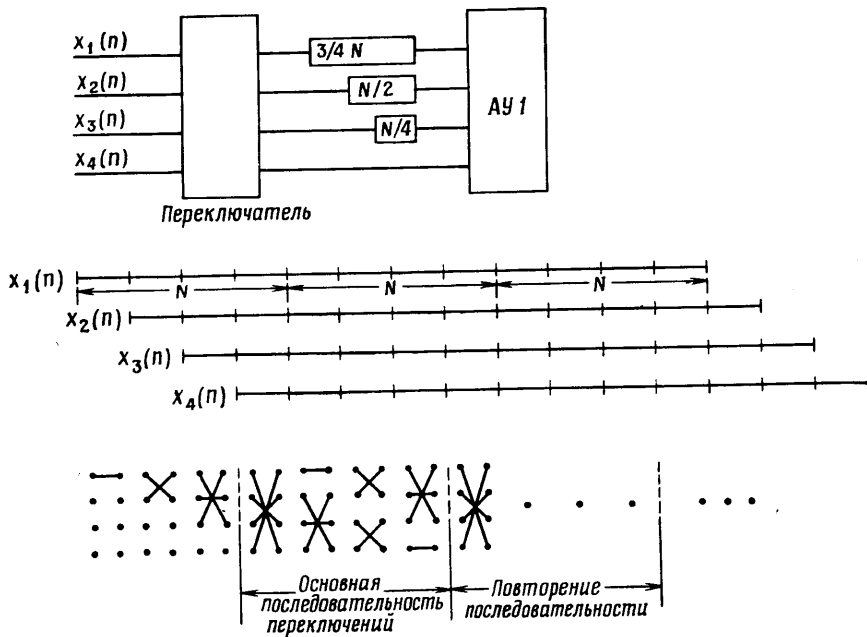 x₁(n)
3/4 N
x₂(n)
N/2
АУ 1
x₃(n)
N/4
x₄(n)
Переключатель
x₁(n)
N N N
x₂(n)
x₃(n)
x₄(n)
Основная
последовательность
переключений
Повторение
последовательности